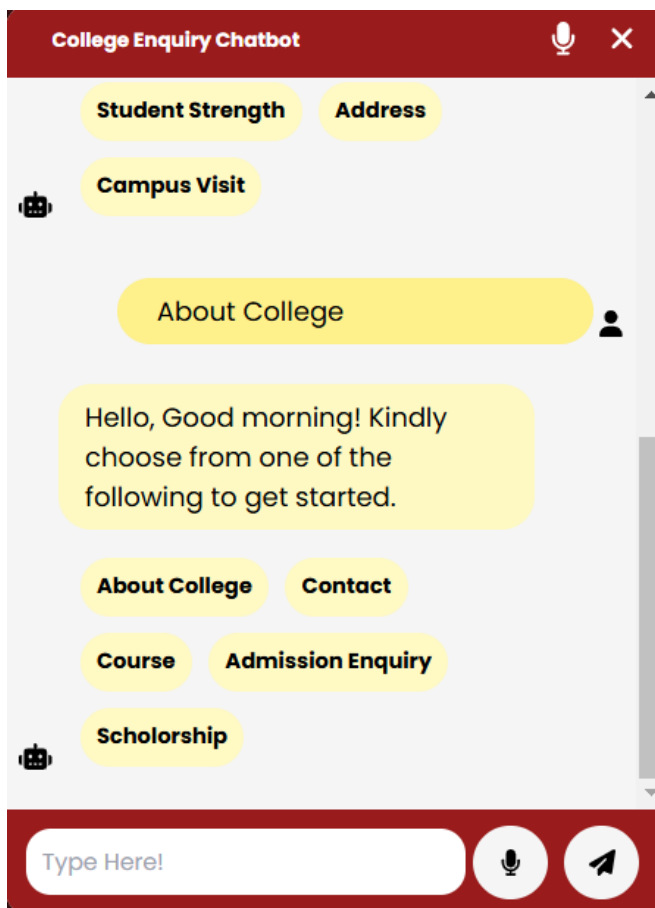 College Enquiry Chatbot
Student Strength Address
Campus Visit
About College
Hello, Good morning! Kindly
choose from one of the
following to get started.
About College Contact
Course Admission Enquiry
Scholorship
Type Here!